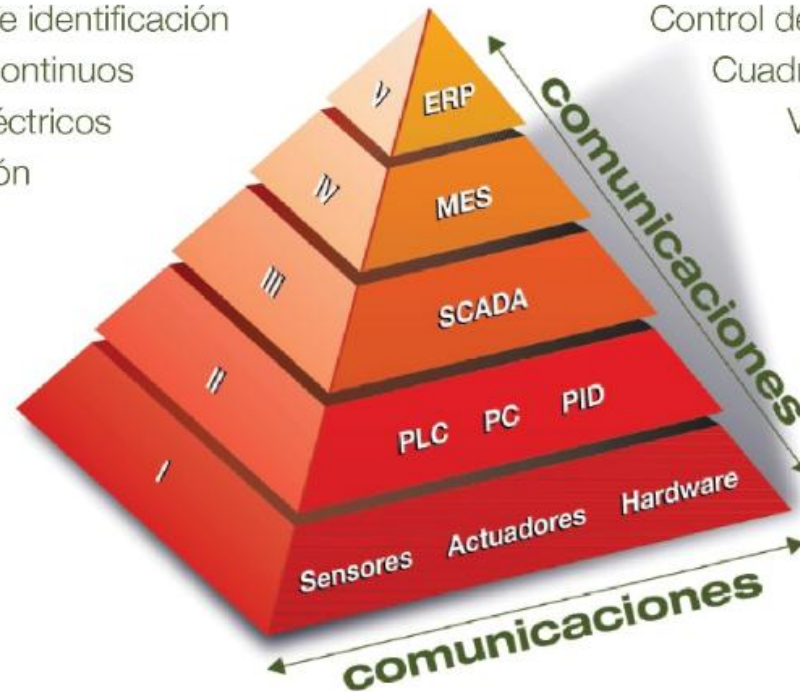 e identificación
ontinuos
éctricos
ón
Control de
Cuadr
V
V ERP
IV MES
III SCADA
II PLC PC PID
I Sensores Actuadores Hardware
comunicaciones
comunicaciones